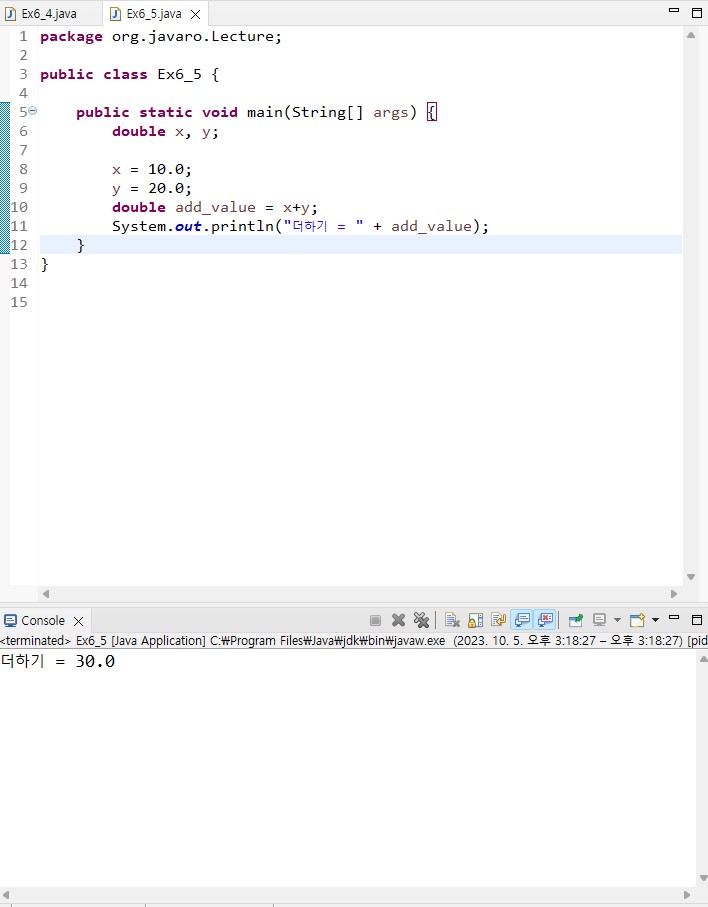 Ex6_4.java Ex6_5.java
1 package org.javaro.Lecture;
2
3 public class Ex6_5 {
4
5 public static void main(String[] args) {
6 double x, y;
7
8 x = 10.0;
9 y = 20.0;
10 double add_value = x+y;
11 System.out.println("더하기 = " + add_value);
12 }
13 }
14
15
Console
<terminated> Ex6_5 [Java Application] C:₩Program Files₩Java₩jdk₩bin₩javaw.exe (2023. 10. 5. 오후 3:18:27 – 오후 3:18:27) [pid
더하기 = 30.0